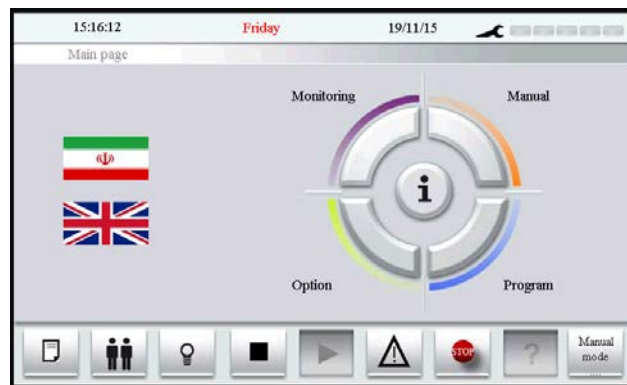 15:16:12 Friday 19/11/15
Main page
Monitoring Manual
i
Option Program
STOP
?
Manual
mode
....